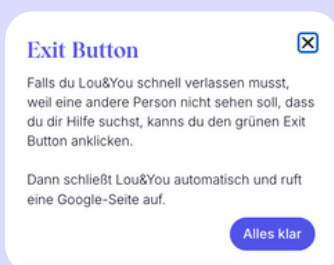 Exit Button
Falls du Lou&You schnell verlassen musst,
weil eine andere Person nicht sehen soll, dass
du dir Hilfe suchst, kanns du den grünen Exit
Button anklicken.
Dann schließt Lou&You automatisch und ruft
eine Google-Seite auf.
Alles klar